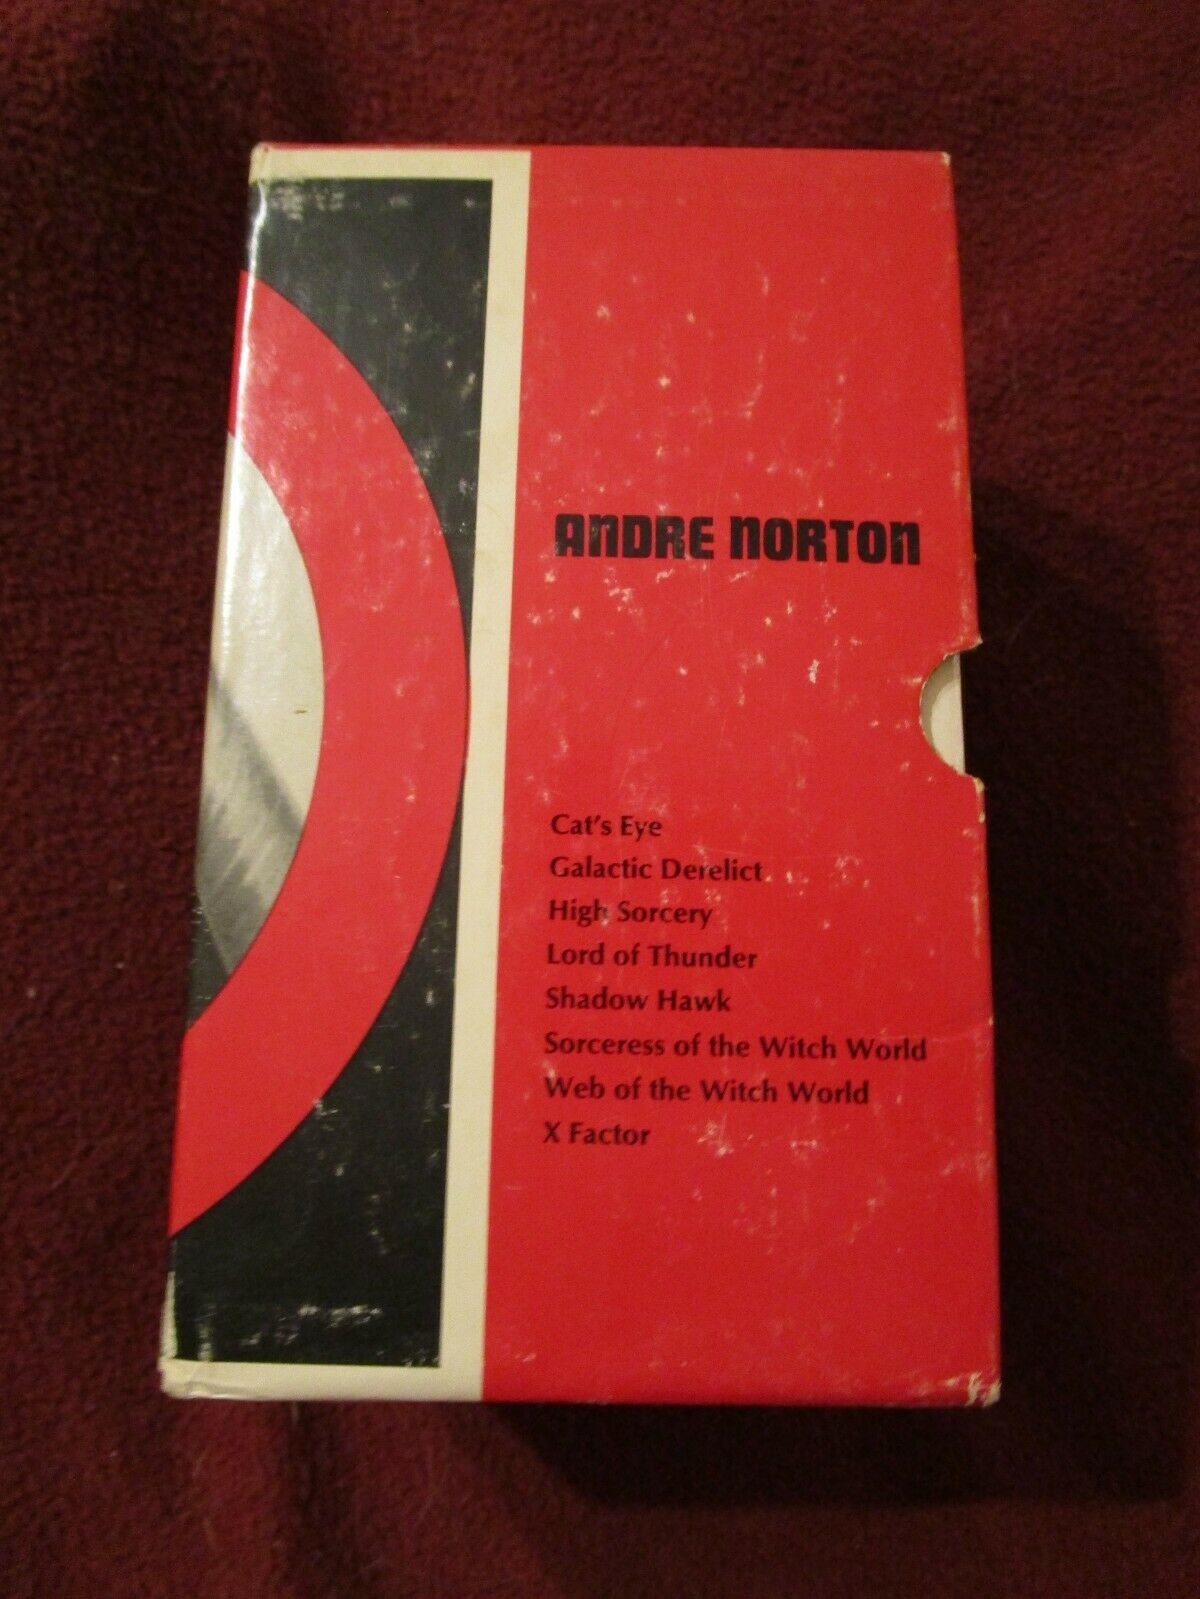 ANDRE NORTON
Cat's Eye
Galactic Derelict
High Sorcery
Lord of Thunder
Shadow Hawk
Sorceress of the Witch World
Web of the Witch World
X Factor